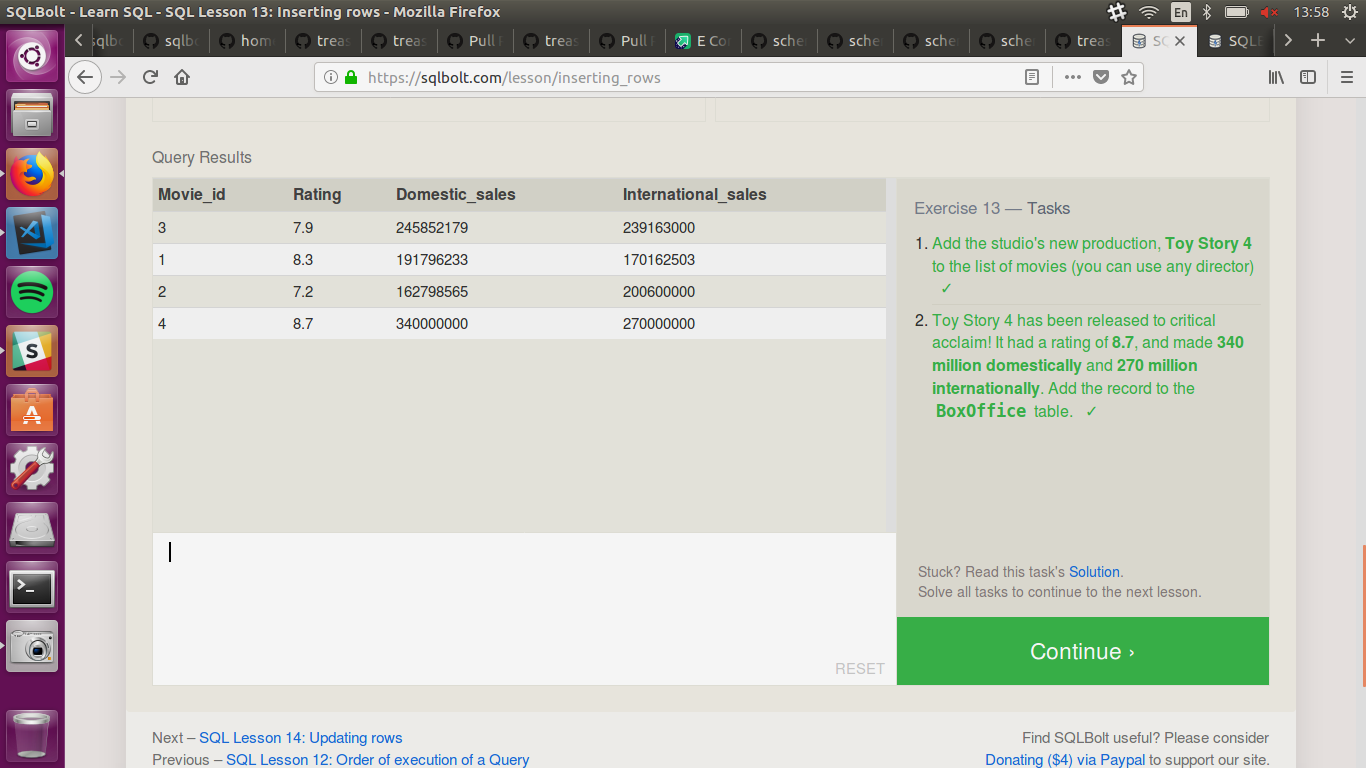 SQLBolt - Learn SQL - SQL Lesson 13: Inserting rows - Mozilla Firefox
En
13:58
sqlb
hom
treas
treas
Pull
treas
Pull
E Co
sche
sche
sche
sche
treas
SQLB
https://sqlbolt.com/lesson/inserting_rows
Query Results
Movie_id Rating Domestic_sales International_sales
3 7.9 245852179 239163000
1 8.3 191796233 170162503
2 7.2 162798565 200600000
4 8.7 340000000 270000000
RESET
Exercise 13 — Tasks
1. Add the studio's new production, Toy Story 4
to the list of movies (you can use any director)
✓
2. Toy Story 4 has been released to critical
acclaim! It had a rating of 8.7, and made 340
million domestically and 270 million
internationally. Add the record to the
BoxOffice table. ✓
Stuck? Read this task's Solution.
Solve all tasks to continue to the next lesson.
Continue ›
Next – SQL Lesson 14: Updating rows
Previous – SQL Lesson 12: Order of execution of a Query
Find SQLBolt useful? Please consider
Donating ($4) via Paypal to support our site.